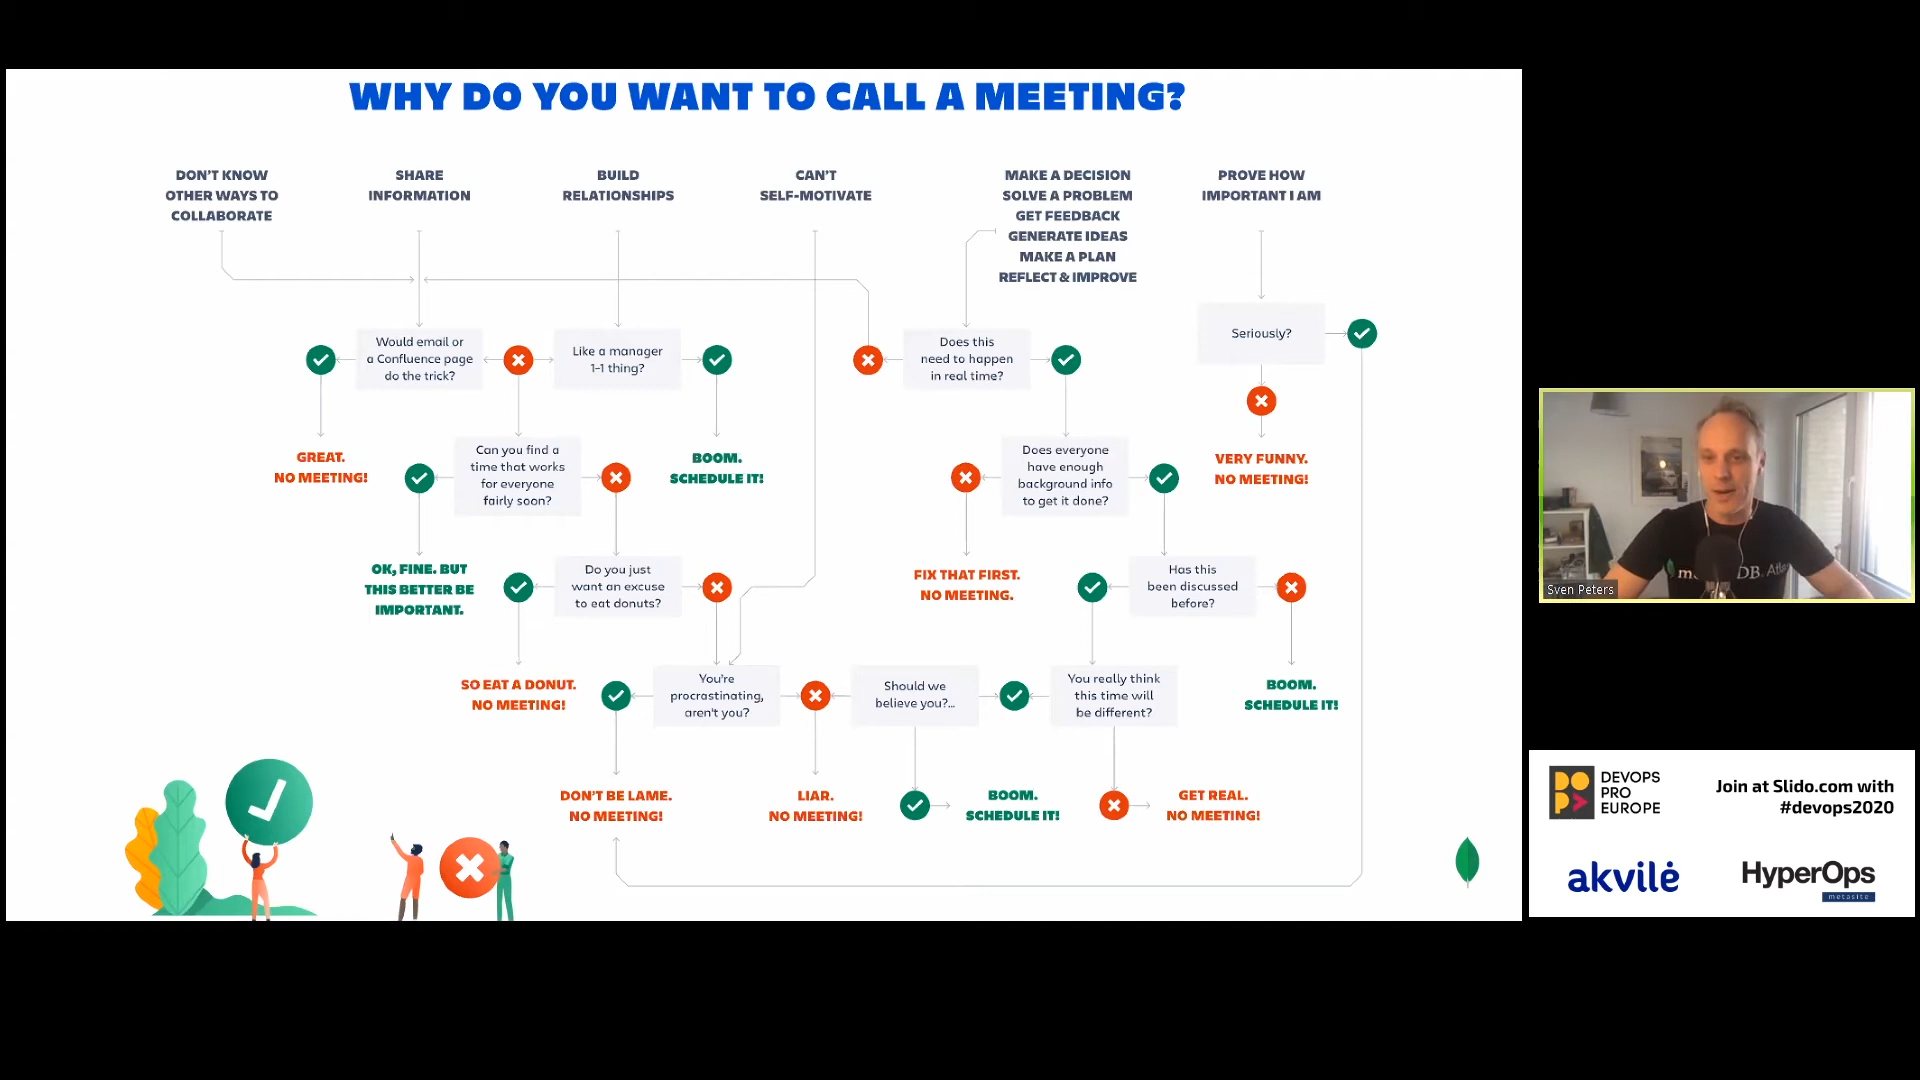 WHY DO YOU WANT TO CALL A MEETING?
DON'T KNOW
OTHER WAYS TO
COLLABORATE
SHARE
INFORMATION
BUILD
RELATIONSHIPS
CAN'T
SELF-MOTIVATE
MAKE A DECISION
SOLVE A PROBLEM
GET FEEDBACK
GENERATE IDEAS
MAKE A PLAN
REFLECT & IMPROVE
PROVE HOW
IMPORTANT I AM
Would email or
a Confluence page
do the trick?
Like a manager
1-1 thing?
Does this
need to happen
in real time?
Seriously?
GREAT.
NO MEETING!
Can you find a
time that works
for everyone
fairly soon?
BOOM.
SCHEDULE IT!
Does everyone
have enough
background info
to get it done?
VERY FUNNY.
NO MEETING!
OK, FINE. BUT
THIS BETTER BE
IMPORTANT.
Do you just
want an excuse
to eat donuts?
FIX THAT FIRST.
NO MEETING.
Has this
been discussed
before?
SO EAT A DONUT.
NO MEETING!
You're
procrastinating,
aren't you?
Should we
believe you?...
You really think
this time will
be different?
BOOM.
SCHEDULE IT!
DON'T BE LAME.
NO MEETING!
LIAR.
NO MEETING!
BOOM.
SCHEDULE IT!
GET REAL.
NO MEETING!
DB. Atla
Sven Peters
DEVOPS
PRO
EUROPE
Join at Slido.com with
#devops2020
akvilė
HyperOps
metasite